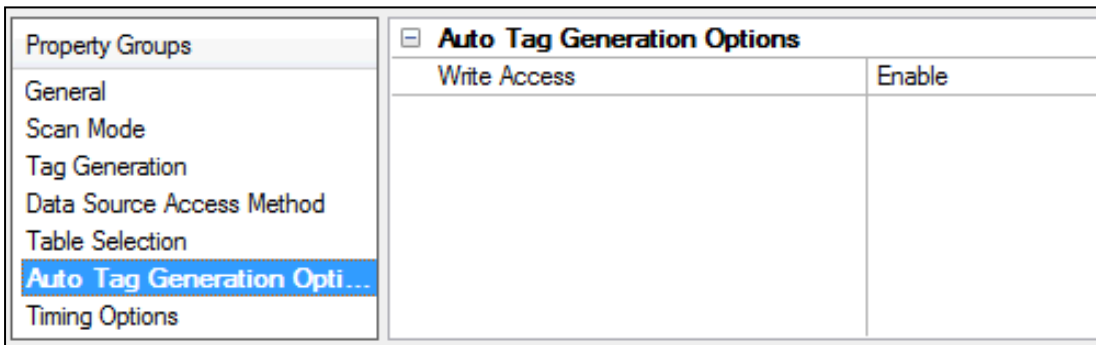 Property Groups
General
Scan Mode
Tag Generation
Data Source Access Method
Table Selection
Auto Tag Generation Opti...
Timing Options
Auto Tag Generation Options
Write Access Enable